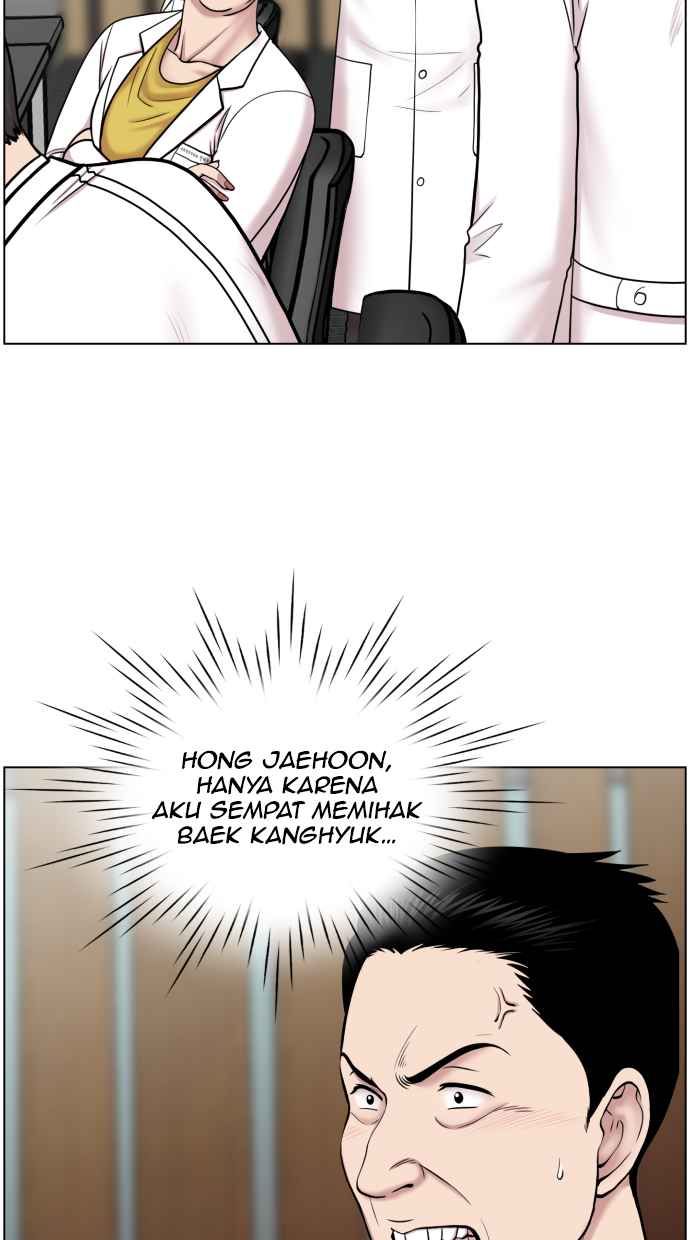 HONG JAEHOON,
HANYA KARENA
AKU SEMPAT MEMIHAK
BAEK KANGHYUK...